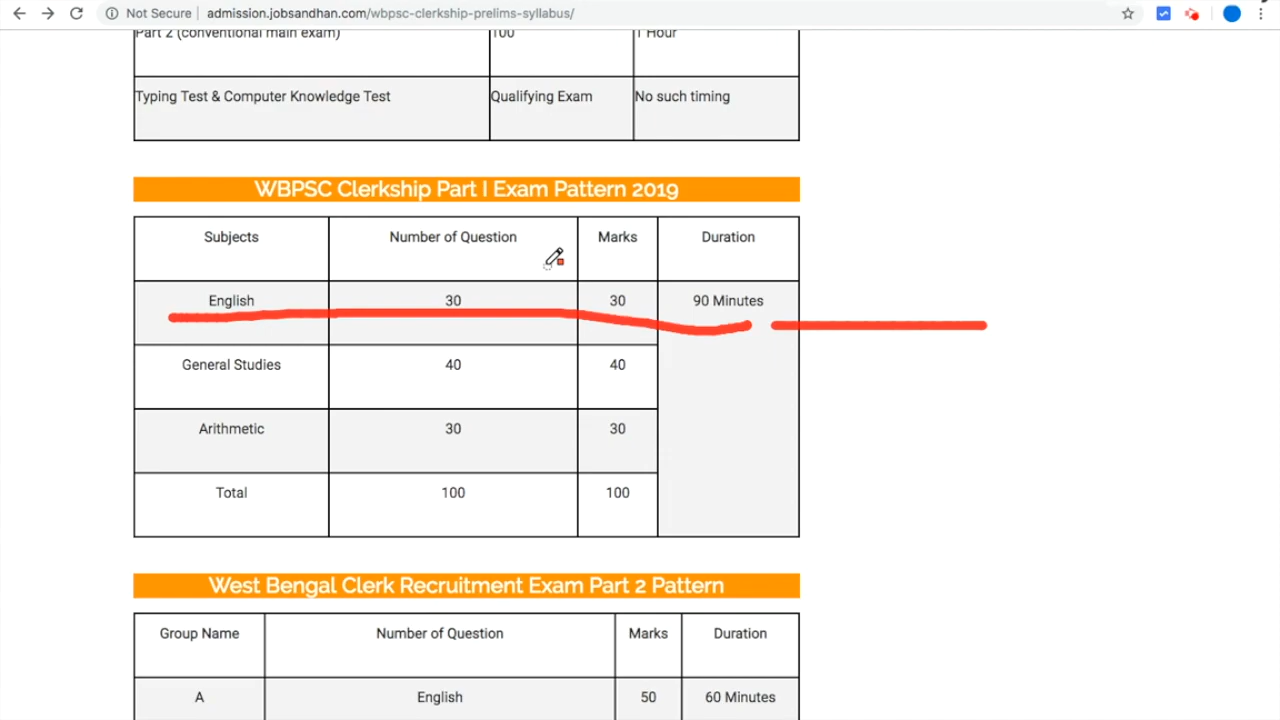 Not Secure admission.jobsandhan.com/wbpsc-clerkship-prelims-syllabus/
Part 2 (conventional main exam) 100 1 Hour
Typing Test & Computer Knowledge Test Qualifying Exam No such timing
WBPSC Clerkship Part I Exam Pattern 2019
Subjects Number of Question Marks Duration
English 30 30 90 Minutes
General Studies 40 40
Arithmetic 30 30
Total 100 100
West Bengal Clerk Recruitment Exam Part 2 Pattern
Group Name Number of Question Marks Duration
A English 50 60 Minutes